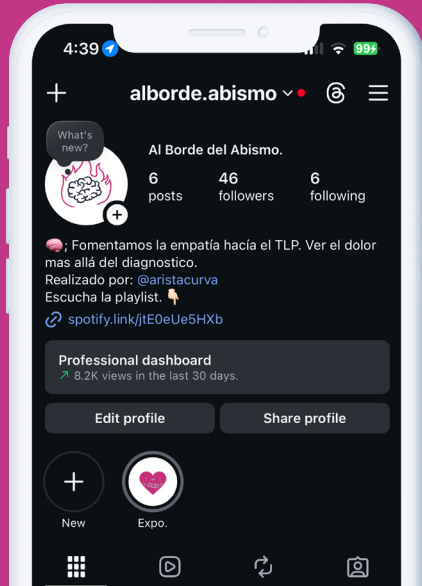 4:39
99
alborde.abismo
What's
new?
Al Borde del Abismo.
6 46 6
posts followers following
🧠; Fomentamos la empatía hacía el TLP. Ver el dolor
mas allá del diagnostico.
Realizado por: @aristacurva
Escucha la playlist. 👇🏻
spotify.link/jtE0eUe5HXb
Professional dashboard
8.2K views in the last 30 days.
Edit profile Share profile
New Expo.